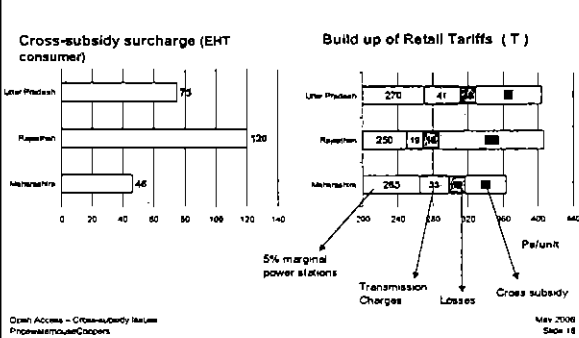 Cross-subsidy surcharge (EHT
consumer)
Uttar Pradesh
75
Rajasthan
120
Maharashtra
46
0 20 40 60 80 100 120 140
Build up of Retail Tariffs ( T )
Uttar Pradesh 270 41
Rajasthan 250 19 18
Maharashtra 265 33
200 240 280 320 360 400 440
Ps/unit
5% marginal
power stations
Transmission
Charges
Losses
Cross subsidy
Open Access – Cross-subsidy Issues
PricewaterhouseCoopers
May 2006
Slide 18